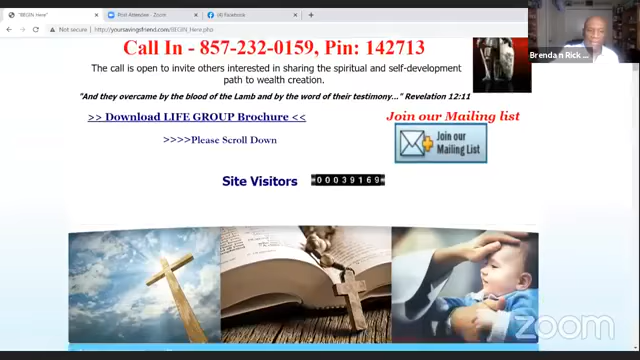 "BEGIN Here"
Post Attendee - Zoom
(4) Facebook
Not secure | http://yoursavingsfriend.com/BEGIN_Here.php
Call In - 857-232-0159, Pin: 142713
The call is open to invite others interested in sharing the spiritual and self-development
path to wealth creation.
"And they overcame by the blood of the Lamb and by the word of their testimony..." Revelation 12:11
>> Download LIFE GROUP Brochure <<
Join our Mailing list
Join our
Mailing List
>>>>Please Scroll Down
Site Visitors 00039169
Brenda n Rick
zoom